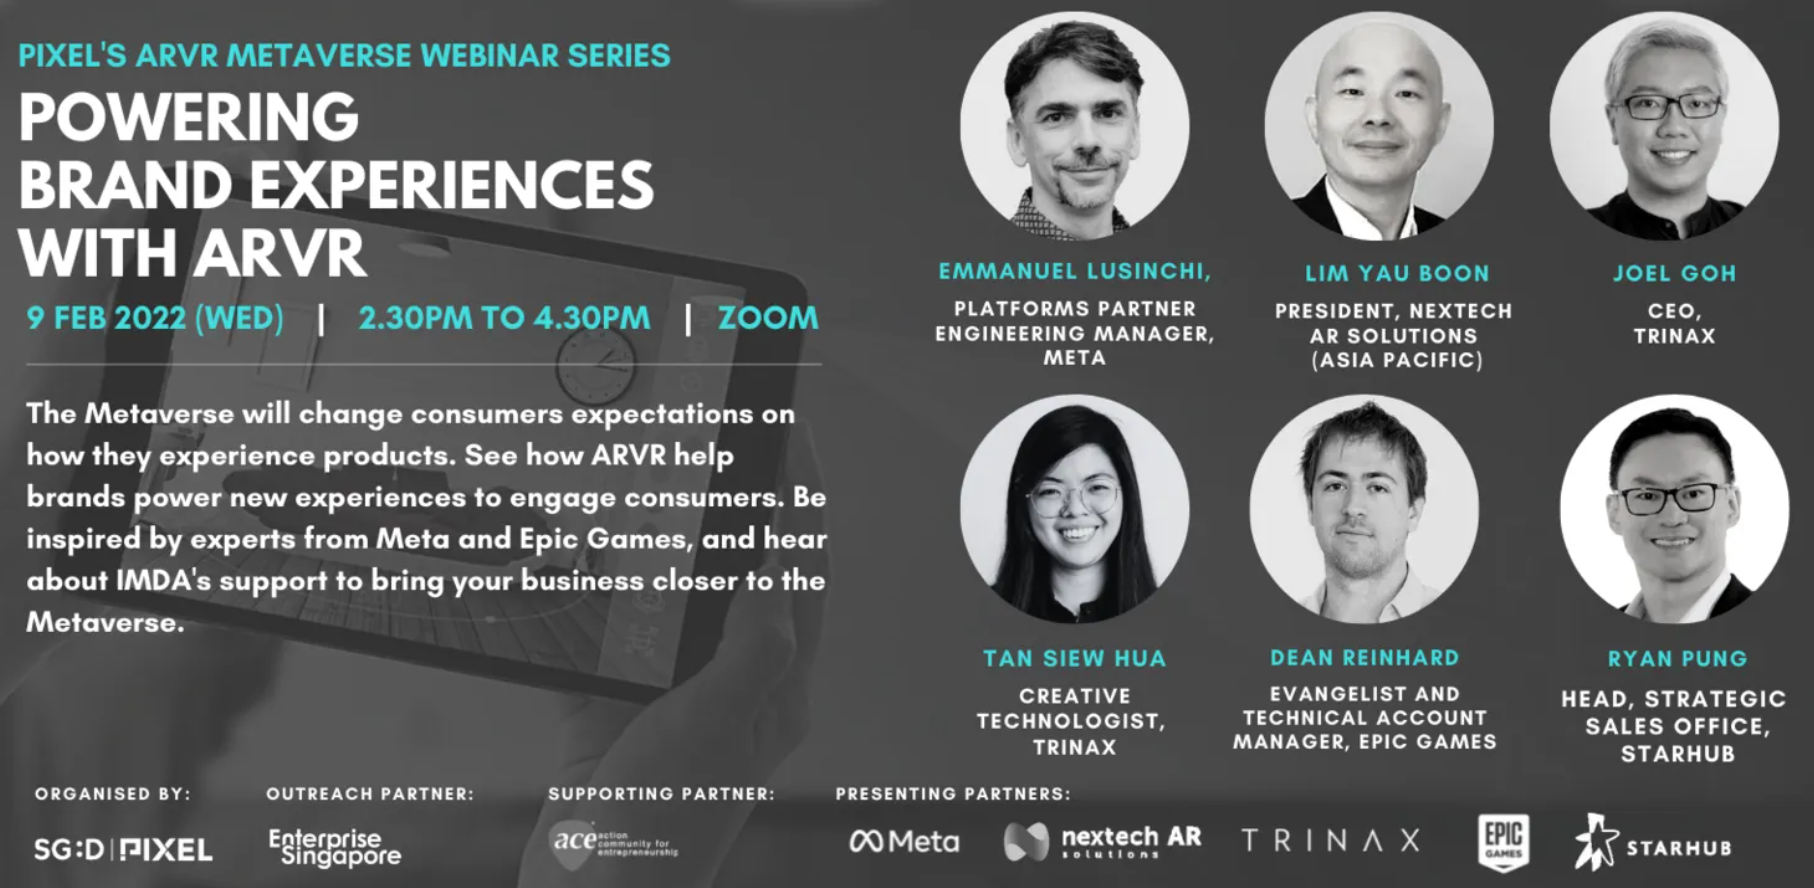 PIXEL'S ARVR METAVERSE WEBINAR SERIES
POWERING
BRAND EXPERIENCES
WITH ARVR
9 FEB 2022 (WED) | 2.30PM TO 4.30PM | ZOOM
The Metaverse will change consumers expectations on
how they experience products. See how ARVR help
brands power new experiences to engage consumers. Be
inspired by experts from Meta and Epic Games, and hear
about IMDA's support to bring your business closer to the
Metaverse.
EMMANUEL LUSINCHI,
PLATFORMS PARTNER
ENGINEERING MANAGER,
META
LIM YAU BOON
PRESIDENT, NEXTECH
AR SOLUTIONS
(ASIA PACIFIC)
JOEL GOH
CEO,
TRINAX
TAN SIEW HUA
CREATIVE
TECHNOLOGIST,
TRINAX
DEAN REINHARD
EVANGELIST AND
TECHNICAL ACCOUNT
MANAGER, EPIC GAMES
RYAN PUNG
HEAD, STRATEGIC
SALES OFFICE,
STARHUB
ORGANISED BY:
SG:D | PIXEL
OUTREACH PARTNER:
Enterprise
Singapore
SUPPORTING PARTNER:
ace
action
community for
entrepreneurship
PRESENTING PARTNERS:
Meta
nextech AR
solutions
TRINAX
EPIC
GAMES
STARHUB